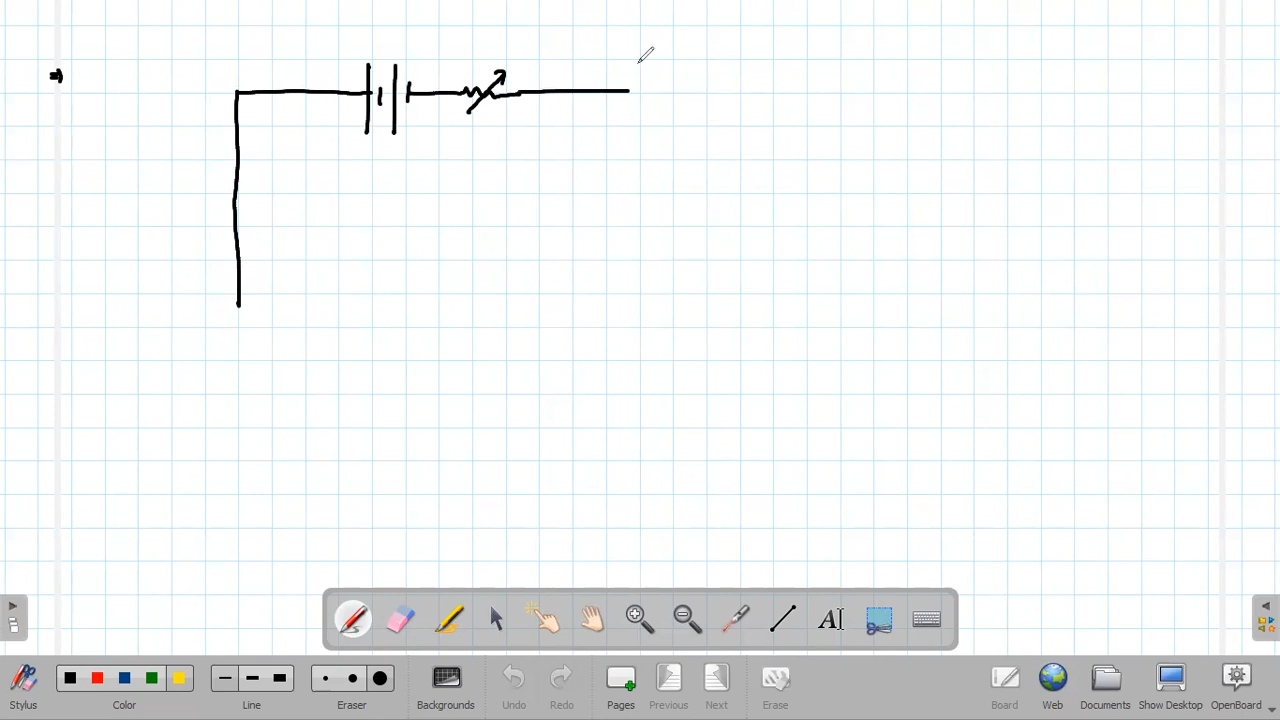 ⇒
A
Stylus
Color
Line
Eraser
Backgrounds
Undo
Redo
Pages
Previous
Next
Erase
Board
Web
Documents
Show Desktop
OpenBoard